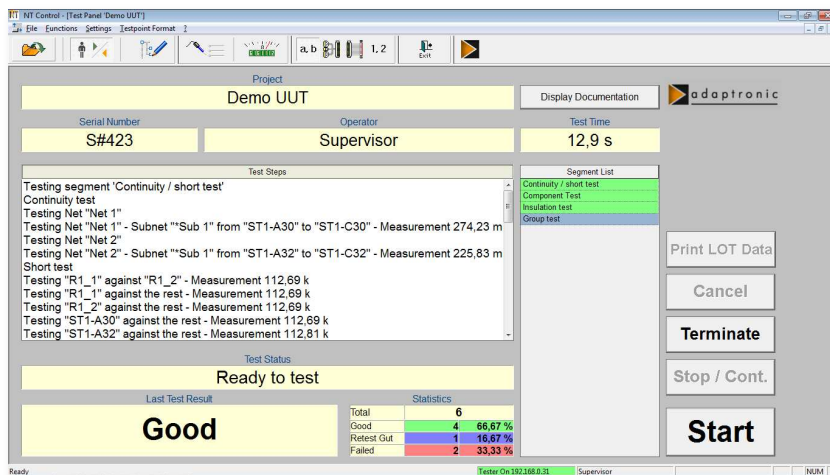 NT Control - [Test Panel 'Demo UUT']
File Functions Settings Testpoint Format ?
a, b 1, 2 Exit
Project
Demo UUT
Display Documentation
adaptronic
Serial Number
Operator
Test Time
S#423
Supervisor
12,9 s
Test Steps
Testing segment 'Continuity / short test'
Continuity test
Testing Net "Net 1"
Testing Net "Net 1" - Subnet "*Sub 1" from "ST1-A30" to "ST1-C30" - Measurement 274,23 m
Testing Net "Net 2"
Testing Net "Net 2" - Subnet "*Sub 1" from "ST1-A32" to "ST1-C32" - Measurement 225,83 m
Short test
Testing "R1_1" against "R1_2" - Measurement 112,69 k
Testing "R1_1" against the rest - Measurement 112,69 k
Testing "R1_2" against the rest - Measurement 112,69 k
Testing "ST1-A30" against the rest - Measurement 112,69 k
Testing "ST1-A32" against the rest - Measurement 112,81 k
Segment List
Continuity / short test
Component Test
Insulation test
Group test
Print LOT Data
Cancel
Terminate
Stop / Cont.
Start
Test Status
Ready to test
Last Test Result
Good
Statistics
Total 6
Good 4 66,67 %
Retest Gut 1 16,67 %
Failed 2 33,33 %
Ready
Tester On 192.168.0.31
Supervisor
NUM